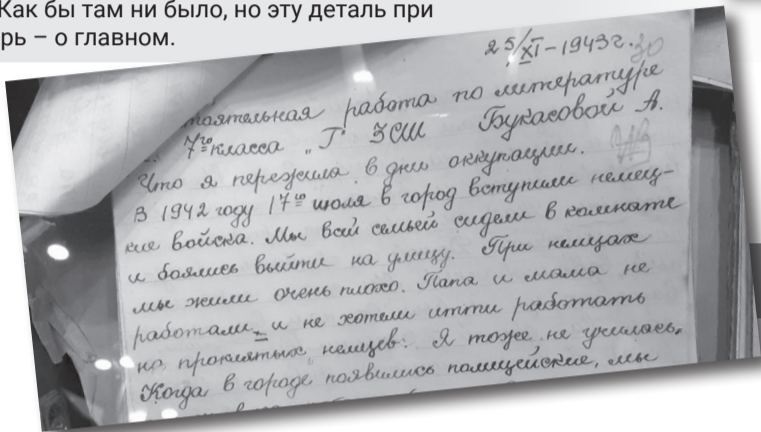 Как бы там ни было, но эту деталь при
рь – о главном.
25/XI – 1943г.
30
тоятельная работа по литературе
7го класса „Г" ЗСШ Букасовой А.
Что я пережила в дни оккупации.
В 1942 году 17го июля в город вступили немец-
кие войска. Мы всей семьей сидели в комнате
и боялись выйти на улицу. При немцах
мы жили очень плохо. Папа и мама не
работали и не хотели итти работать
на проклятых немцев. Я тоже не училась.
Когда в городе появились полицейские, мы